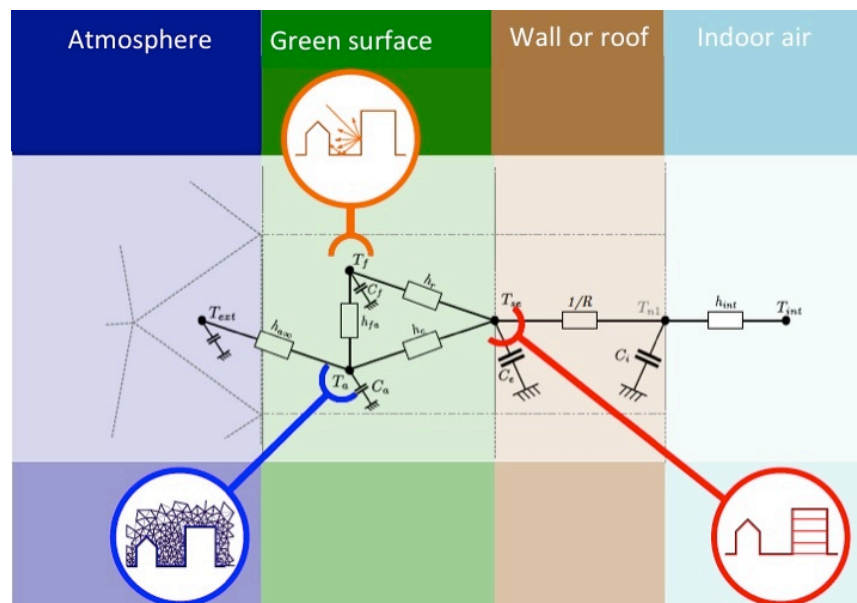 Atmosphere Green surface Wall or roof Indoor air
T_f
C_f
h_r
T_ext
T_se
1/R
T_n1
h_int
T_int
h_fa
h_a∞
h_c
T_a
C_a
C_e
C_i